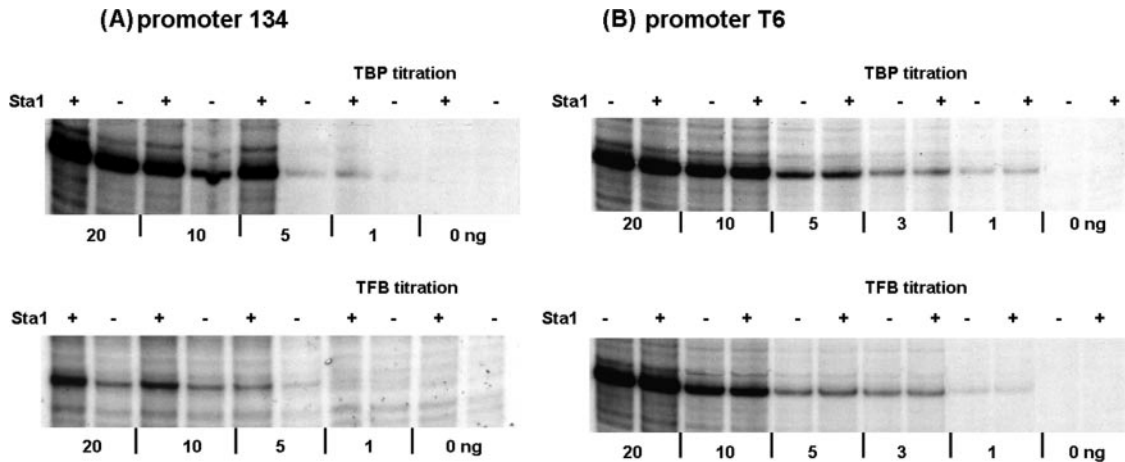 (A) promoter 134
TBP titration
Sta1 + - + - + - + - + -
20 | 10 | 5 | 1 | 0 ng
TFB titration
Sta1 + - + - + - + - + -
20 | 10 | 5 | 1 | 0 ng
(B) promoter T6
TBP titration
Sta1 - + - + - + - + - + - +
20 | 10 | 5 | 3 | 1 | 0 ng
TFB titration
Sta1 - + - + - + - + - + - +
20 | 10 | 5 | 3 | 1 | 0 ng